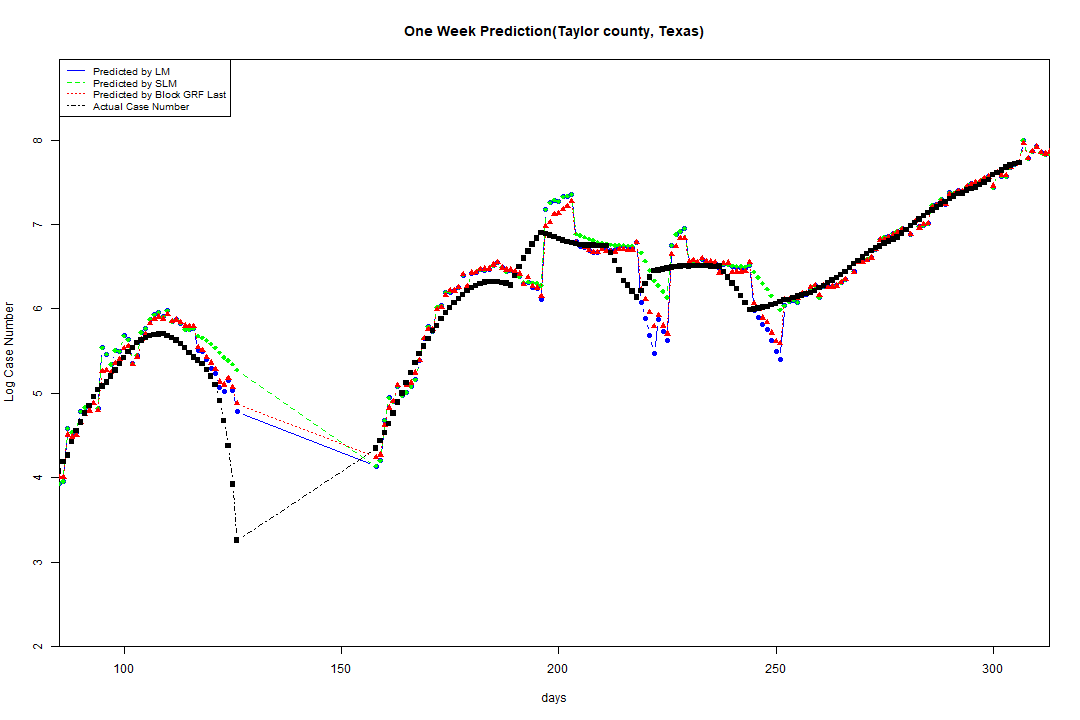 One Week Prediction(Taylor county, Texas)
Predicted by LM
Predicted by SLM
Predicted by Block GRF Last
Actual Case Number
Log Case Number
8
7
6
5
4
3
2
100 150 200 250 300
days